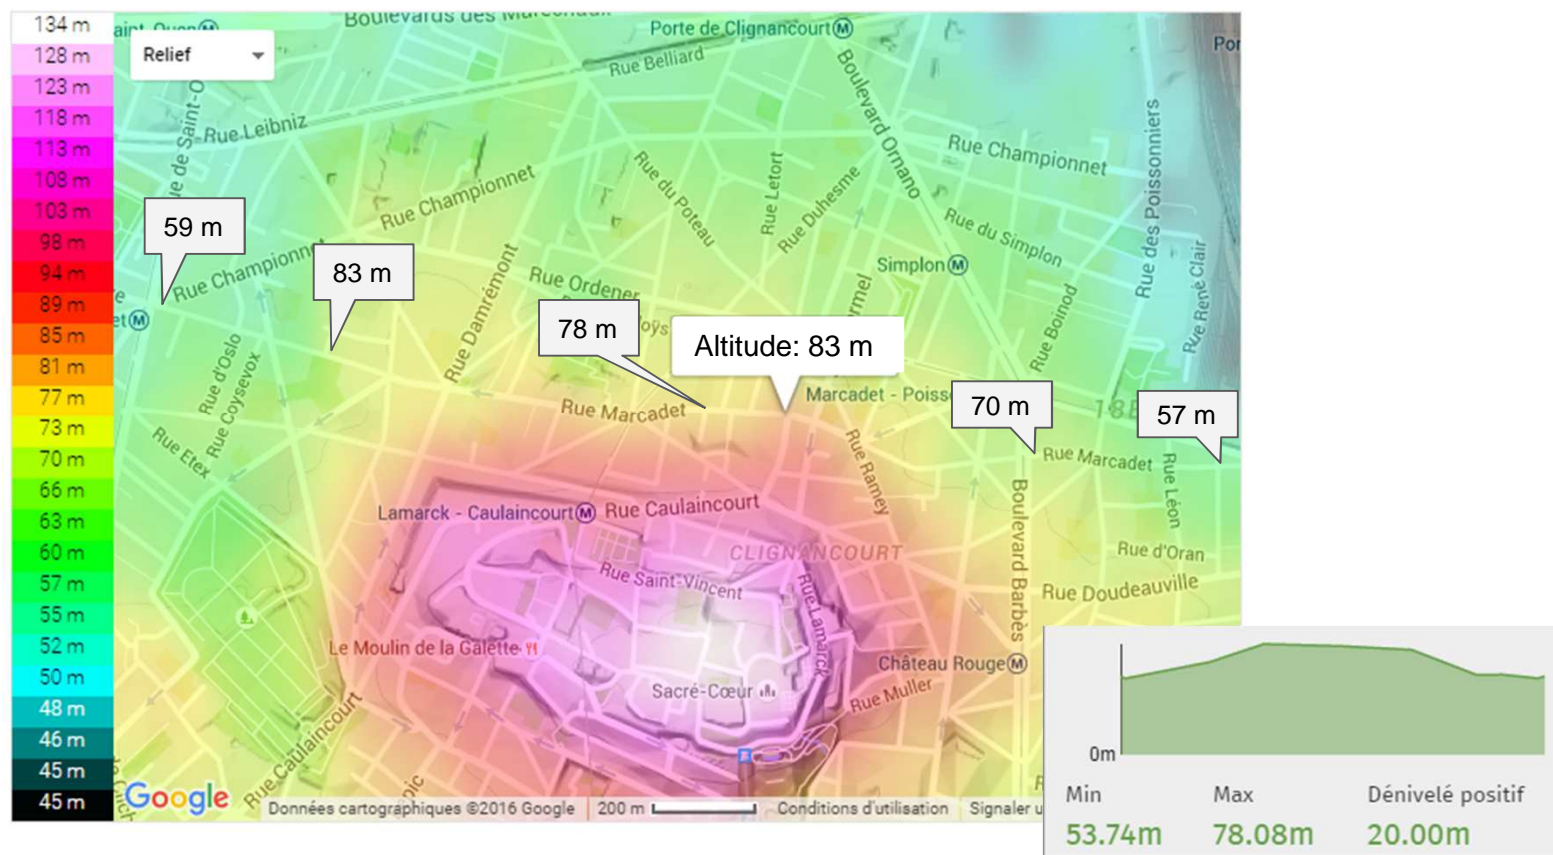 134 m
128 m
123 m
118 m
113 m
108 m
103 m
98 m
94 m
89 m
85 m
81 m
77 m
73 m
70 m
66 m
63 m
60 m
57 m
55 m
52 m
50 m
48 m
46 m
45 m
45 m
Relief
Boulevards des Maréchaux
Porte de Clignancourt M
Rue Belliard
Boulevard Ornano
Rue Leibniz
Rue Championnet
Rue Championnet
Rue des Poissonniers
Rue du Poteau
Rue Letort
Rue Duhesme
Rue du Simplon
59 m
83 m
Rue Championnet
Rue Damrémont
Rue Ordener
Simplon M
Rue Boinod
Rue René Clair
78 m
Altitude: 83 m
Rue d'Oslo
Rue Coysevox
Marcadet - Poiss
70 m
57 m
Rue Marcadet
Rue Etex
Rue Ramey
Rue Marcadet
Rue Léon
Lamarck - Caulaincourt M
Rue Caulaincourt
Boulevard Barbès
CLIGNANCOURT
Rue d'Oran
Rue Saint-Vincent
Rue Lamarck
Rue Doudeauville
Le Moulin de la Galette
Château Rouge M
Sacré-Cœur
Rue Muller
Rue Caulaincourt
Google
Données cartographiques ©2016 Google
200 m
Conditions d'utilisation
Signaler u
0m
Min
Max
Dénivelé positif
53.74m
78.08m
20.00m